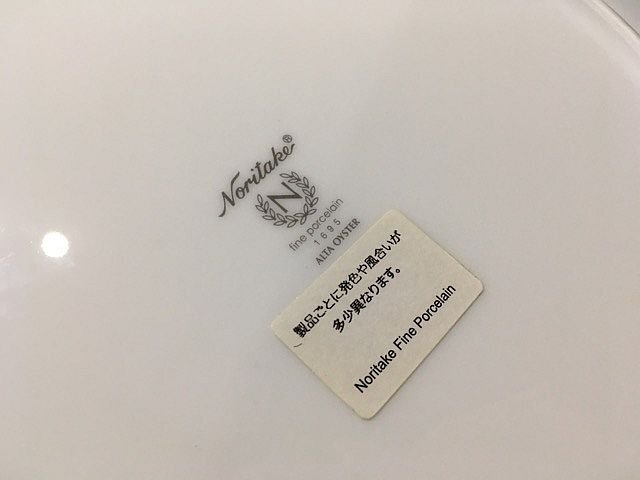 Noritake®
N
fine porcelain
1695
ALTA OYSTER
製品ごとに発色や風合いが
多少異なります。
Noritake Fine Porcelain